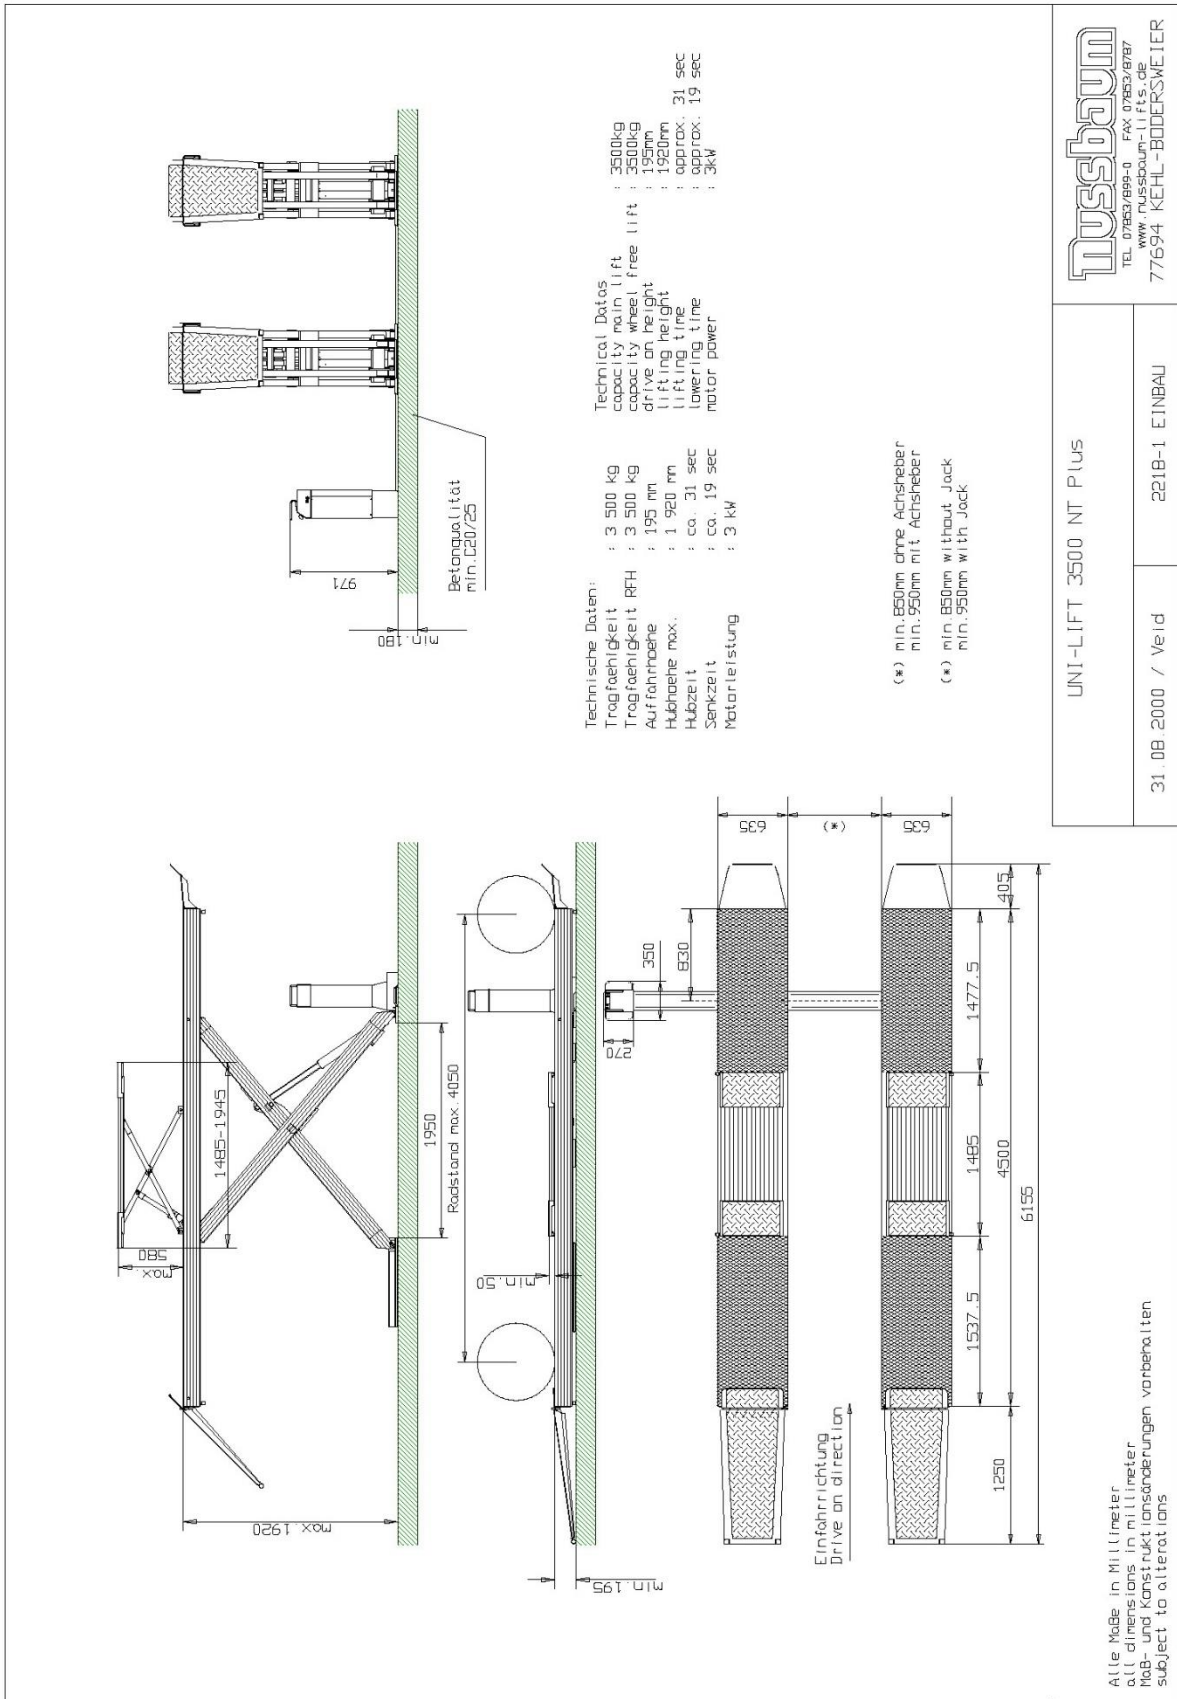 max. 1920
max.
580
1485-1945
1950
971
min.180
Betonqualität
min.C20/25
Radstand max. 4050
min.50
min.195
Technische Daten:
Tragfaehigkeit : 3 500 kg
Tragfaehigkeit RFH : 3 500 kg
Auffahrhoehe : 195 mm
Hubhoehe max. : 1 920 mm
Hubzeit : ca. 31 sec
Senkzeit : ca. 19 sec
Motorleistung : 3 kW
Technical Datas
capacity main lift : 3500kg
capacity wheel free lift : 3500kg
drive on height : 195mm
lifting height : 1920mm
lifting time : approx. 31 sec
lowering time : approx. 19 sec
motor power : 3kW
270
350
830
635
(*)
635
Einfahrrichtung
Drive on direction
1250
1537.5
1485
1477.5
405
4500
6155
(*) min.850mm ohne Achsheber
min.950mm mit Achsheber
(*) min.850mm without Jack
min.950mm with Jack
Alle Maße in Millimeter
all dimensions in millimeter
Maß- und Konstruktionsänderungen vorbehalten
subject to alterations
UNI-LIFT 3500 NT Plus
31.08.2000 / Veid
221B-1 EINBAU
Nussbaum
TEL 07853/899-0 FAX 07853/8787
www.nussbaum-lifts.de
77694 KEHL-BODERSWEIER